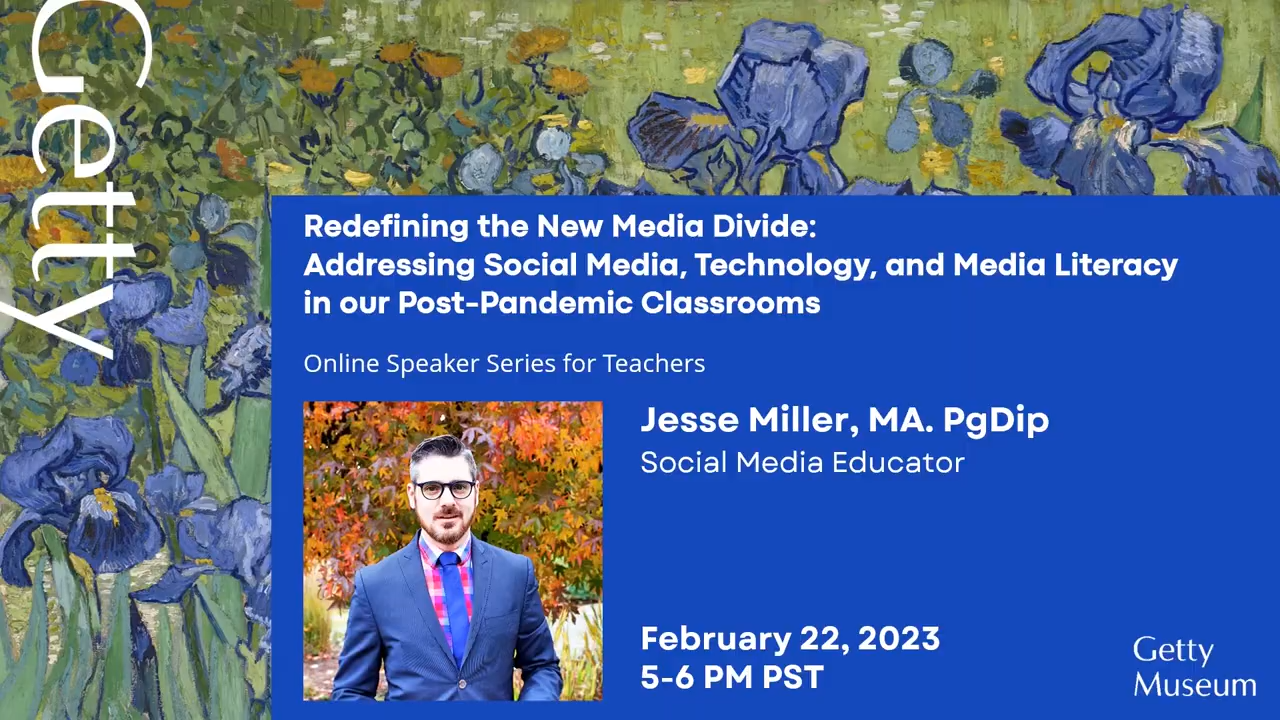 Getty
Redefining the New Media Divide:
Addressing Social Media, Technology, and Media Literacy
in our Post-Pandemic Classrooms
Online Speaker Series for Teachers
Jesse Miller, MA. PgDip
Social Media Educator
February 22, 2023
5-6 PM PST
Getty
Museum